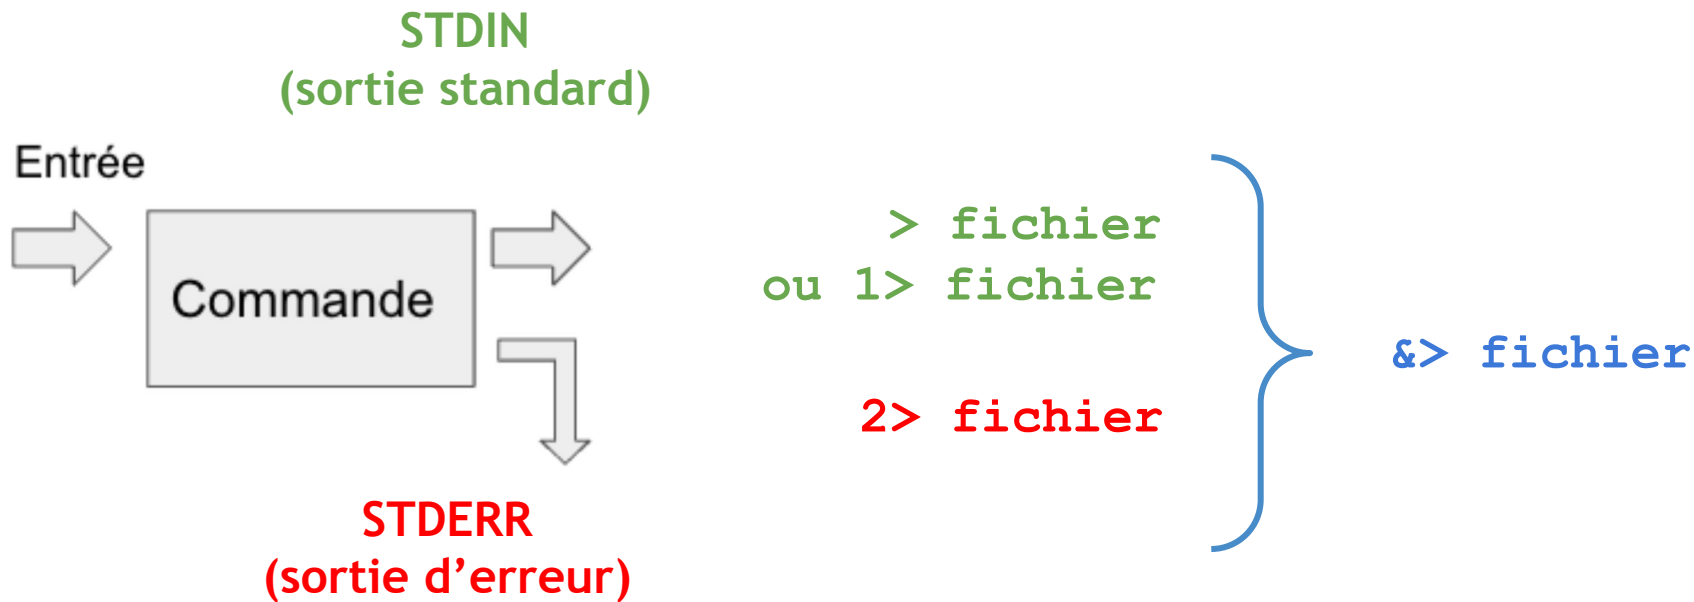 STDIN
(sortie standard)
Entrée
Commande
> fichier
ou 1> fichier
2> fichier
&> fichier
STDERR
(sortie d’erreur)